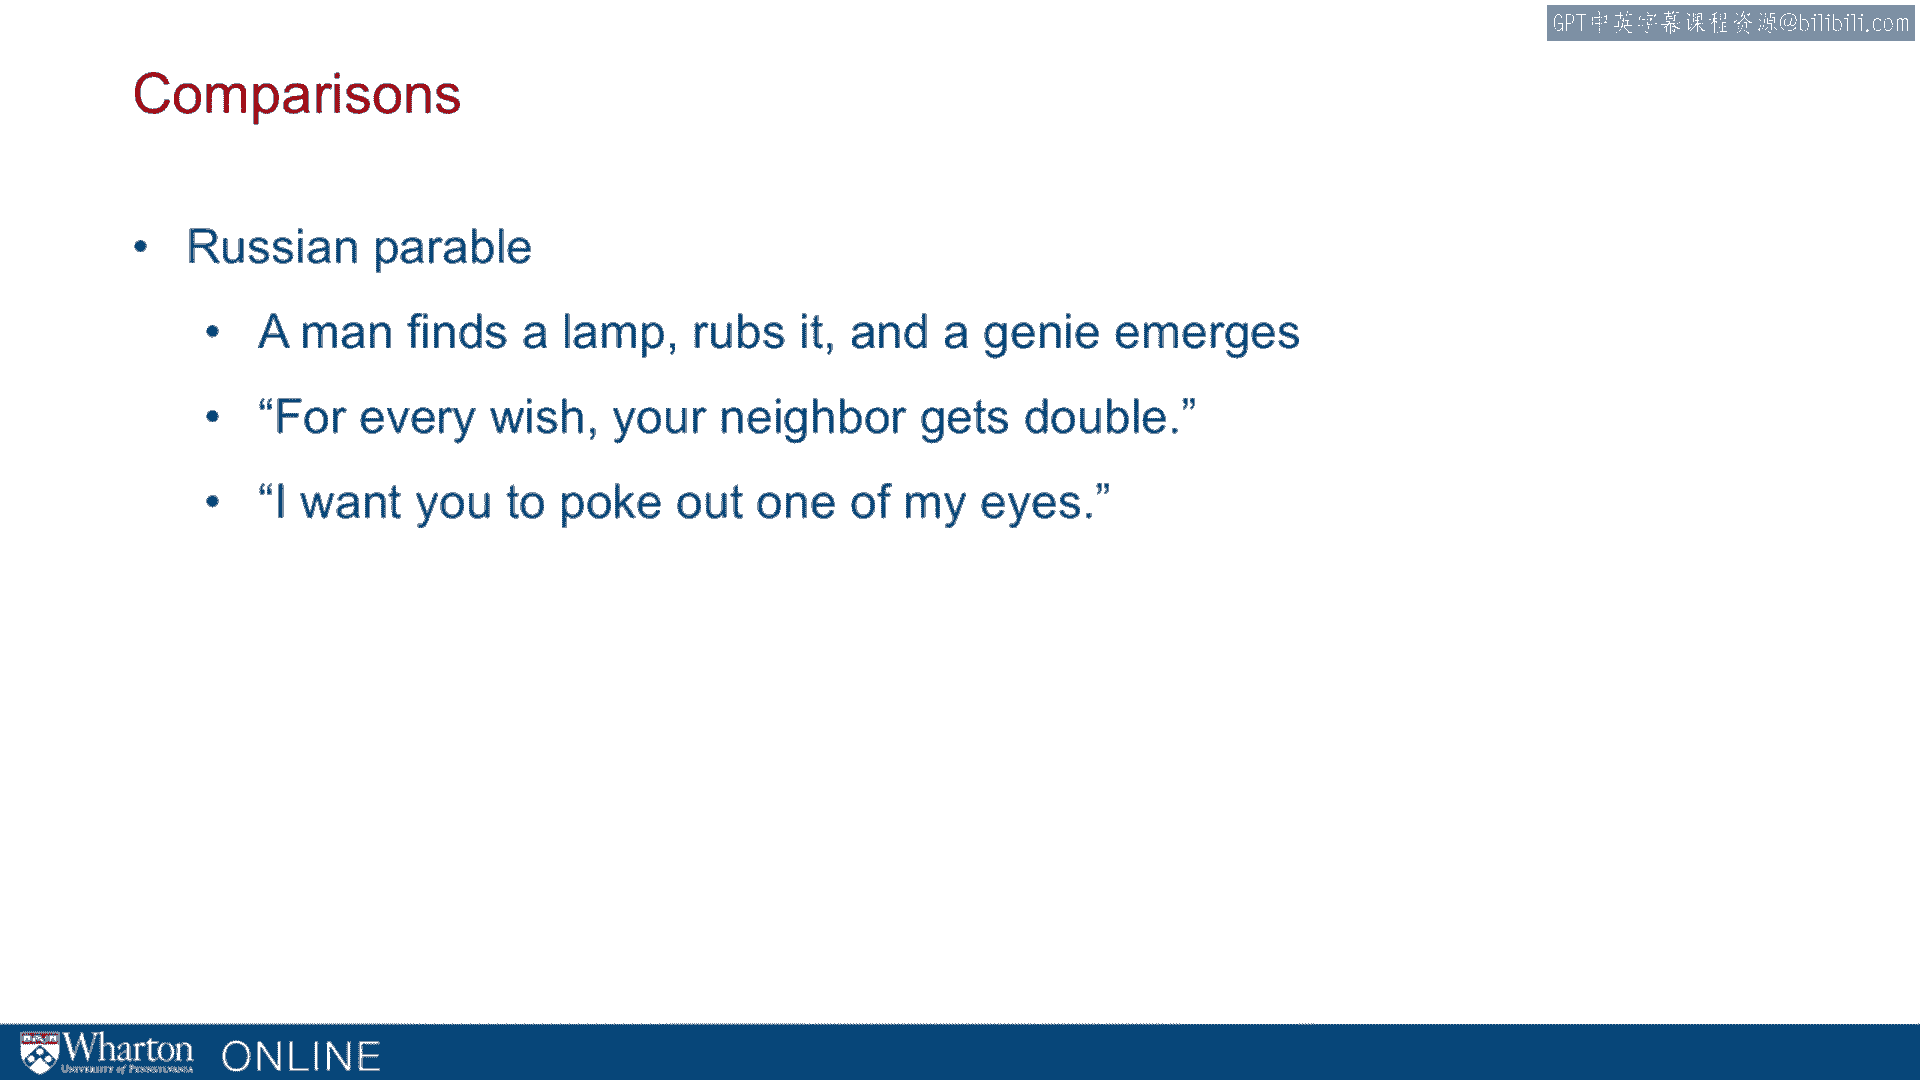 GPT中英字幕课程资源@bilibili.com
Comparisons
• Russian parable
• A man finds a lamp, rubs it, and a genie emerges
• “For every wish, your neighbor gets double.”
• “I want you to poke out one of my eyes.”
Wharton
UNIVERSITY of PENNSYLVANIA
ONLINE